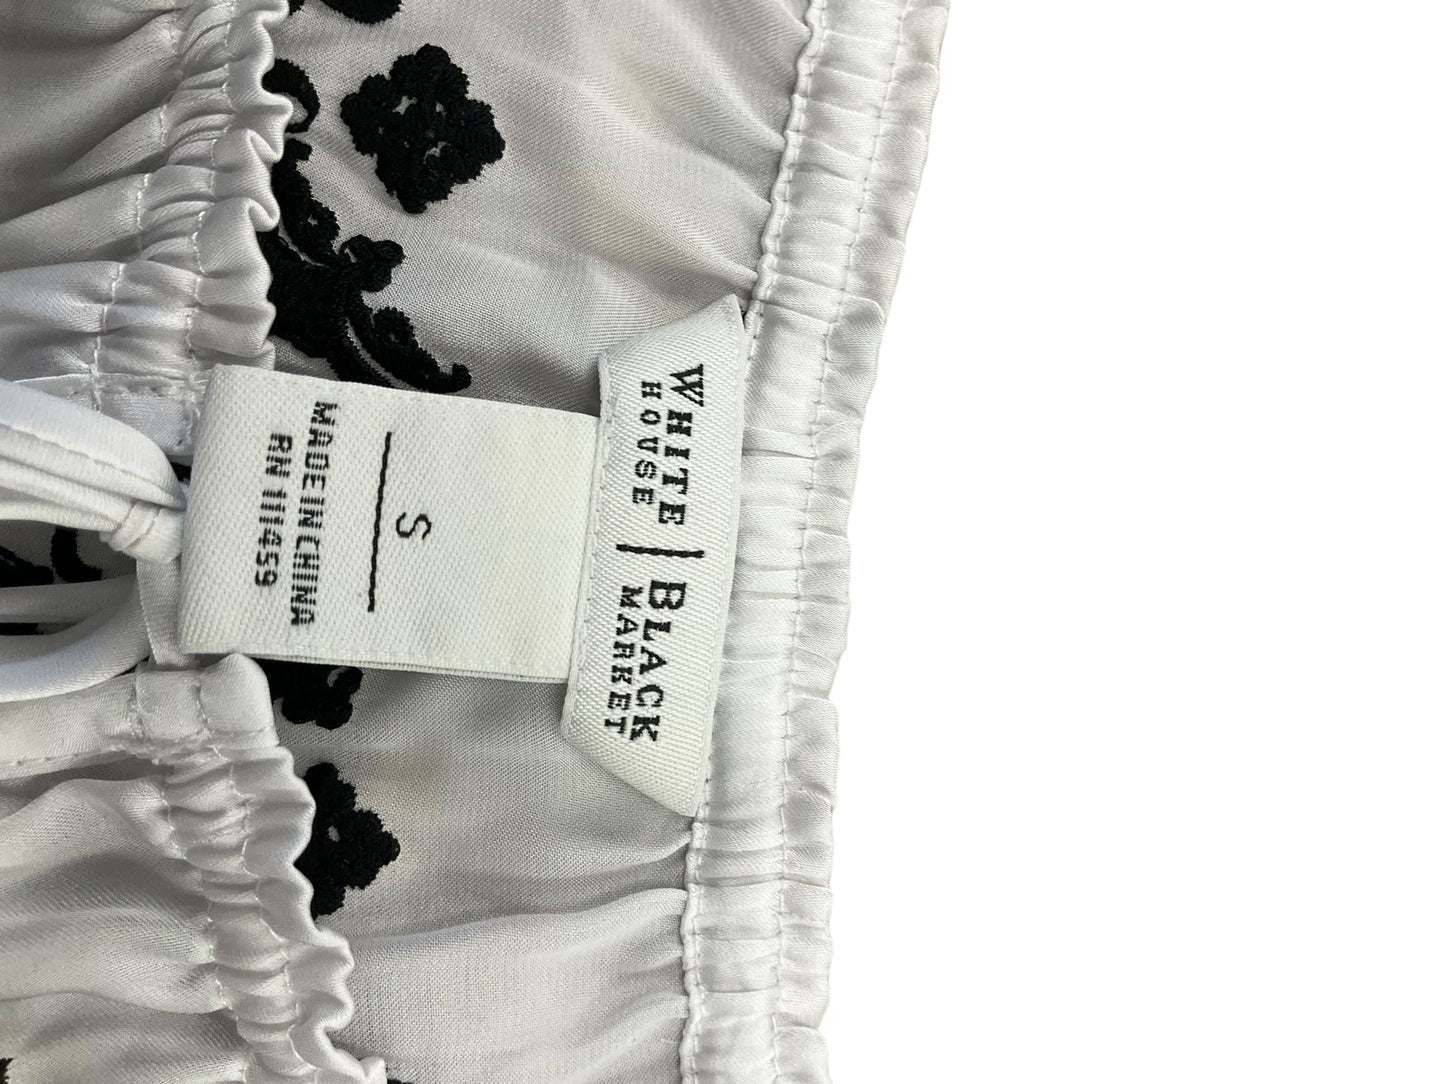 WHITE | BLACK
HOUSE | MARKET
S
MADE IN CHINA
RN 111459